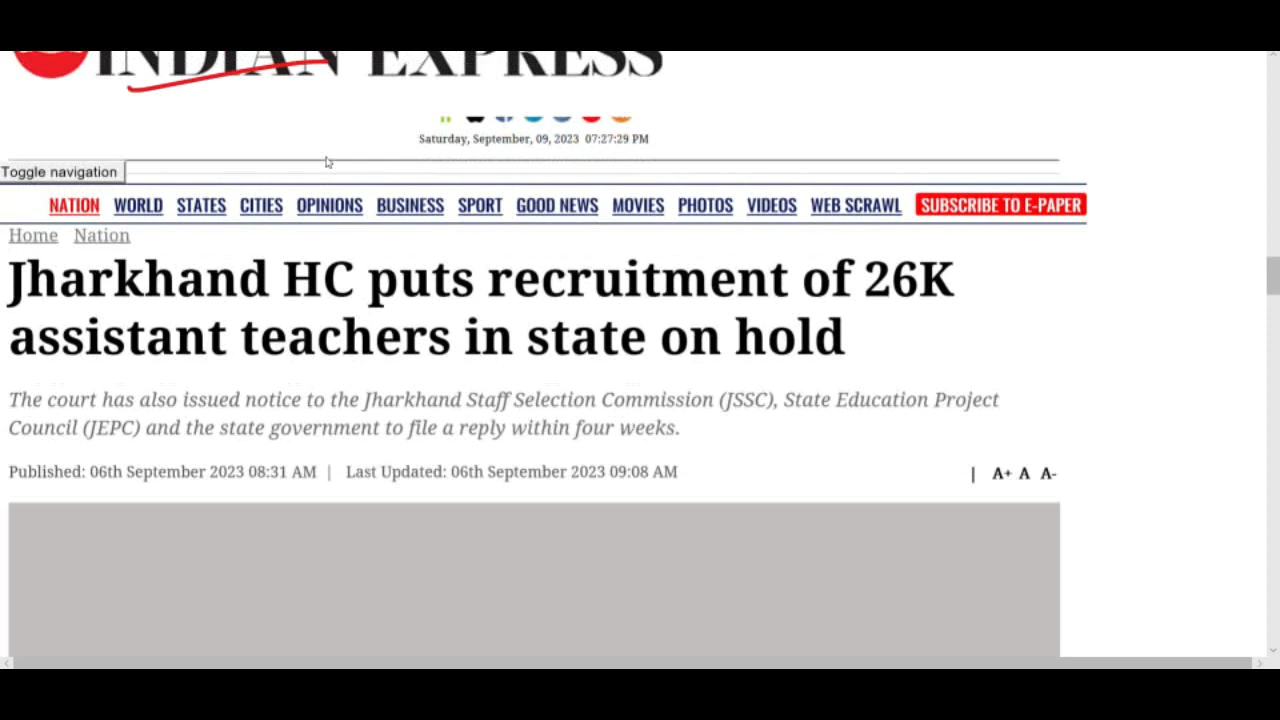 INDIAN EXPRESS
Saturday, September, 09, 2023 07:27:29 PM
Toggle navigation
NATION WORLD STATES CITIES OPINIONS BUSINESS SPORT GOOD NEWS MOVIES PHOTOS VIDEOS WEB SCRAWL SUBSCRIBE TO E-PAPER
Home Nation
Jharkhand HC puts recruitment of 26K
assistant teachers in state on hold
The court has also issued notice to the Jharkhand Staff Selection Commission (JSSC), State Education Project
Council (JEPC) and the state government to file a reply within four weeks.
Published: 06th September 2023 08:31 AM | Last Updated: 06th September 2023 09:08 AM | A+ A A-